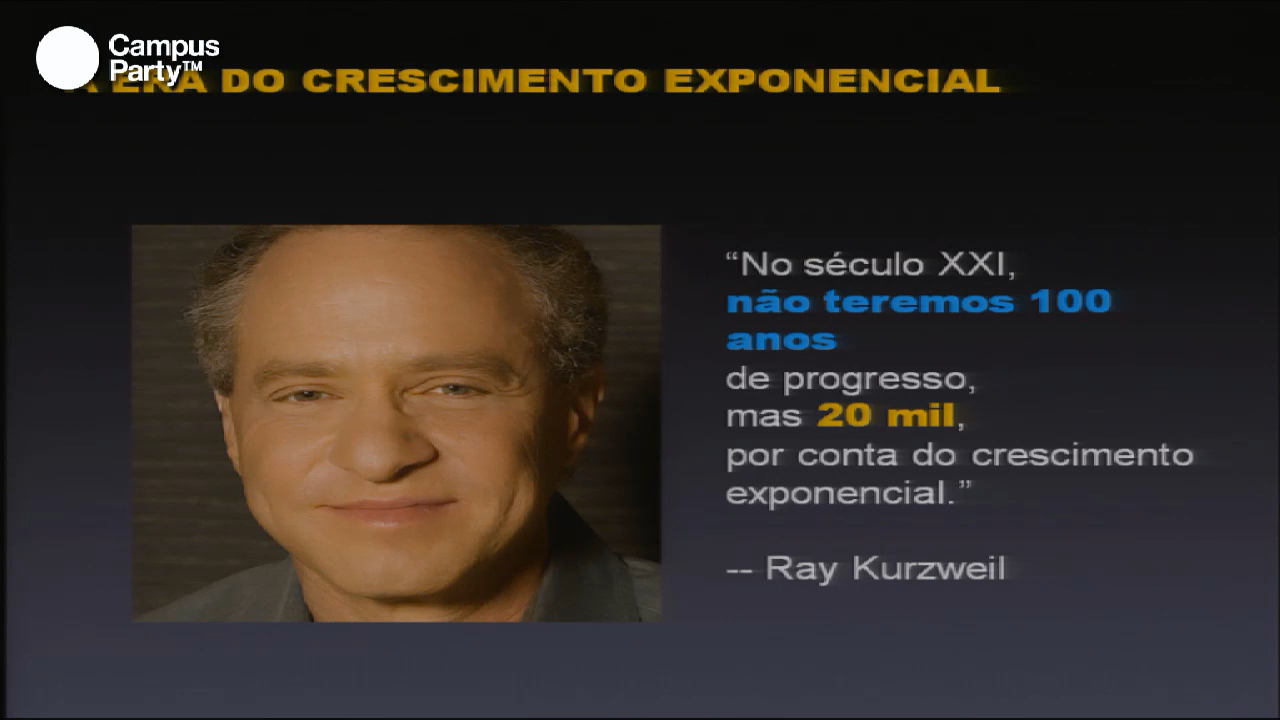 Campus
Party™
A ERA DO CRESCIMENTO EXPONENCIAL
“No século XXI,
não teremos 100
anos
de progresso,
mas 20 mil,
por conta do crescimento
exponencial.”
-- Ray Kurzweil